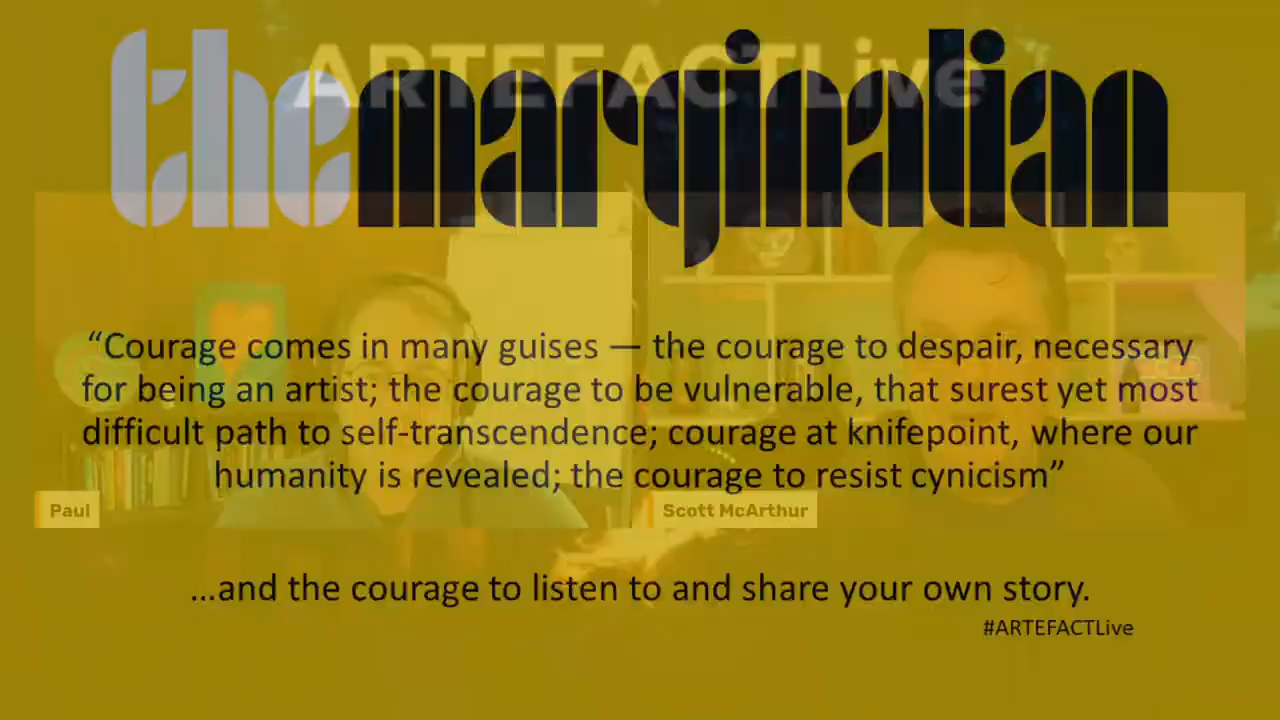 ARTEFACTLive
themarginalian
“Courage comes in many guises — the courage to despair, necessary
for being an artist; the courage to be vulnerable, that surest yet most
difficult path to self-transcendence; courage at knifepoint, where our
humanity is revealed; the courage to resist cynicism”
Paul
Scott McArthur
...and the courage to listen to and share your own story.
#ARTEFACTLive